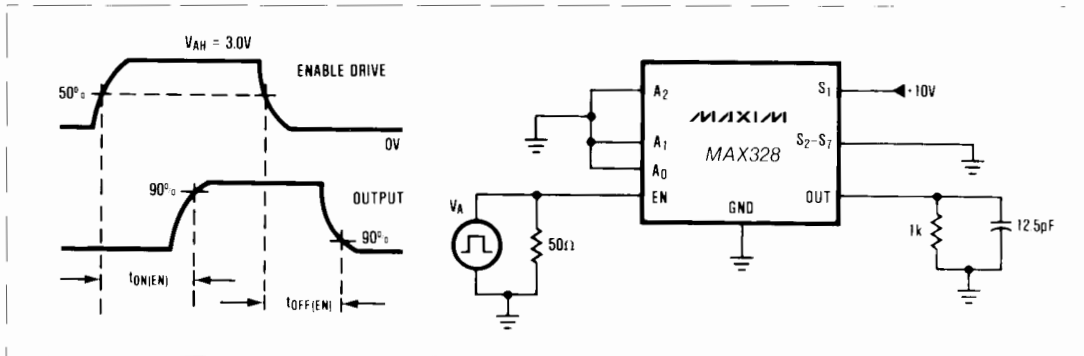 V_AH = 3.0V
ENABLE DRIVE
50%
0V
90%
OUTPUT
90%
t_ON(EN)
t_OFF(EN)
A2
A1
A0
EN
MAXIM
MAX328
GND
S1
S2–S7
OUT
+10V
V_A
50Ω
1k
12.5pF